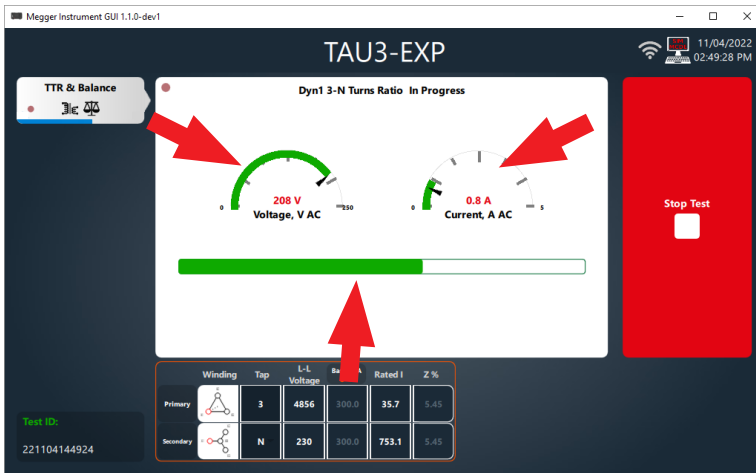 Megger Instrument GUI 1.1.0-dev1
TAU3-EXP
11/04/2022
02:49:28 PM
TTR & Balance
Dyn1 3-N Turns Ratio In Progress
0
208 V
250
Voltage, V AC
0
0.8 A
5
Current, A AC
Stop Test
Winding Tap L-L Voltage Rated I Z %
Primary 3 4856 300.0 35.7 5.45
Secondary N 230 300.0 753.1 5.45
Test ID:
221104144924